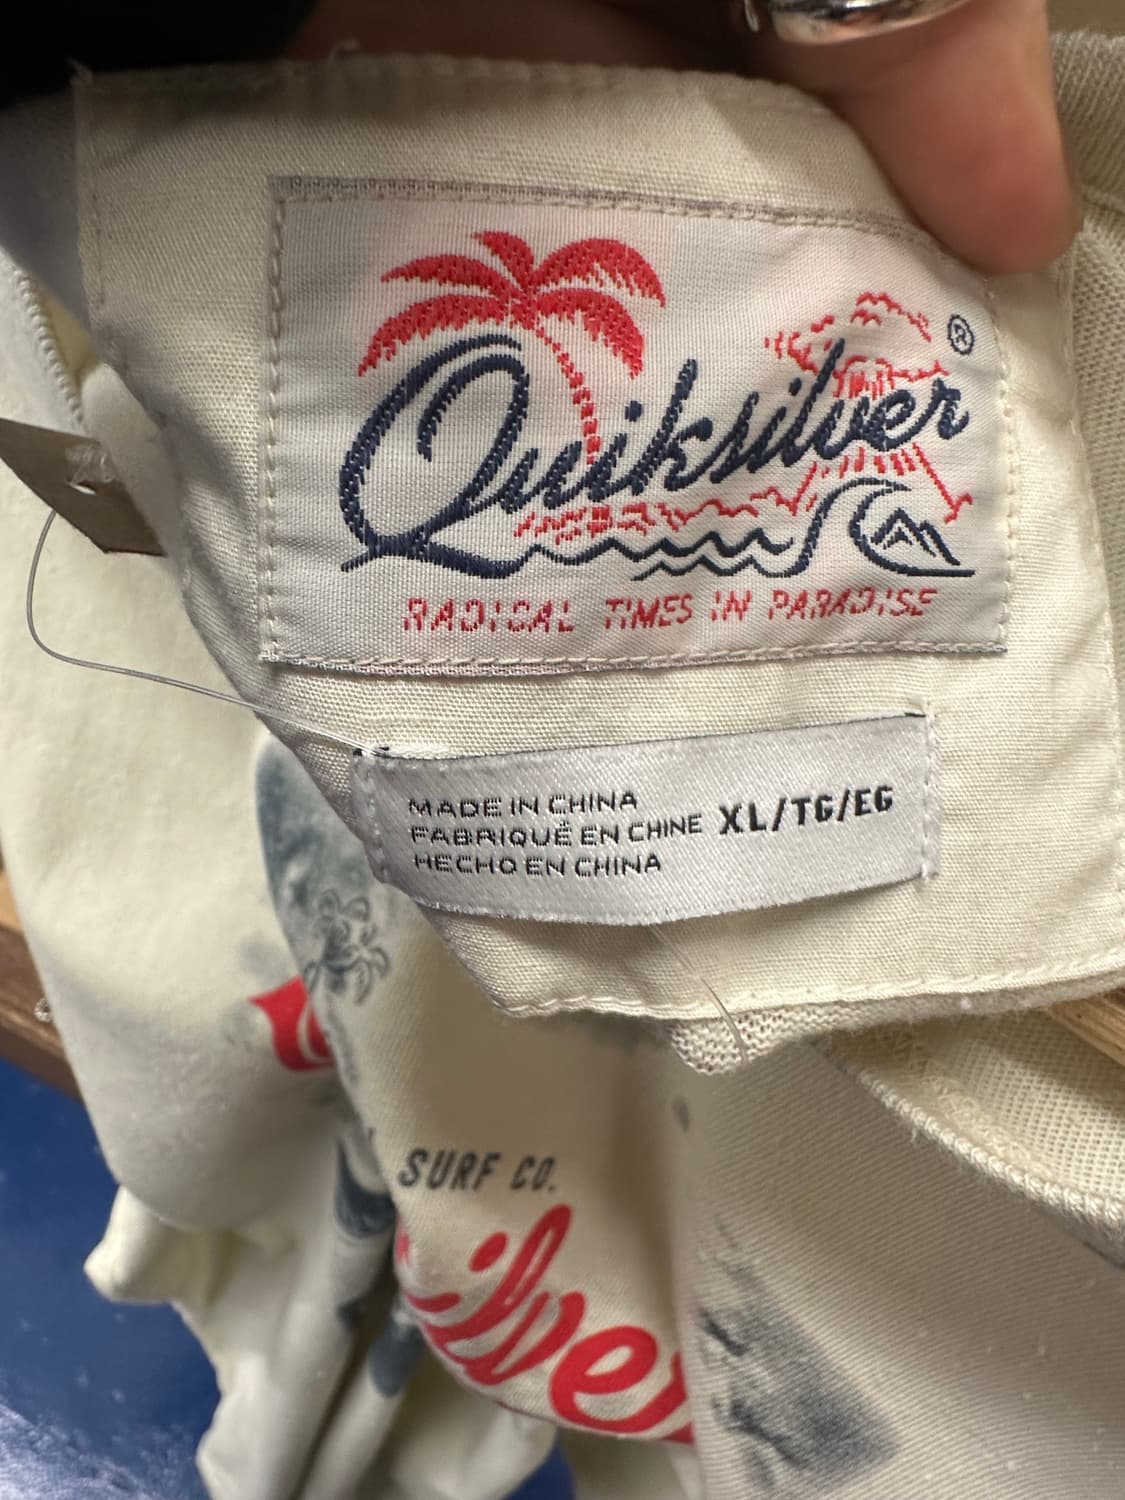 Quiksilver ®
RADICAL TIMES IN PARADISE
MADE IN CHINA
FABRIQUÉ EN CHINE XL/TG/EG
HECHO EN CHINA
SURF CO.
ilver